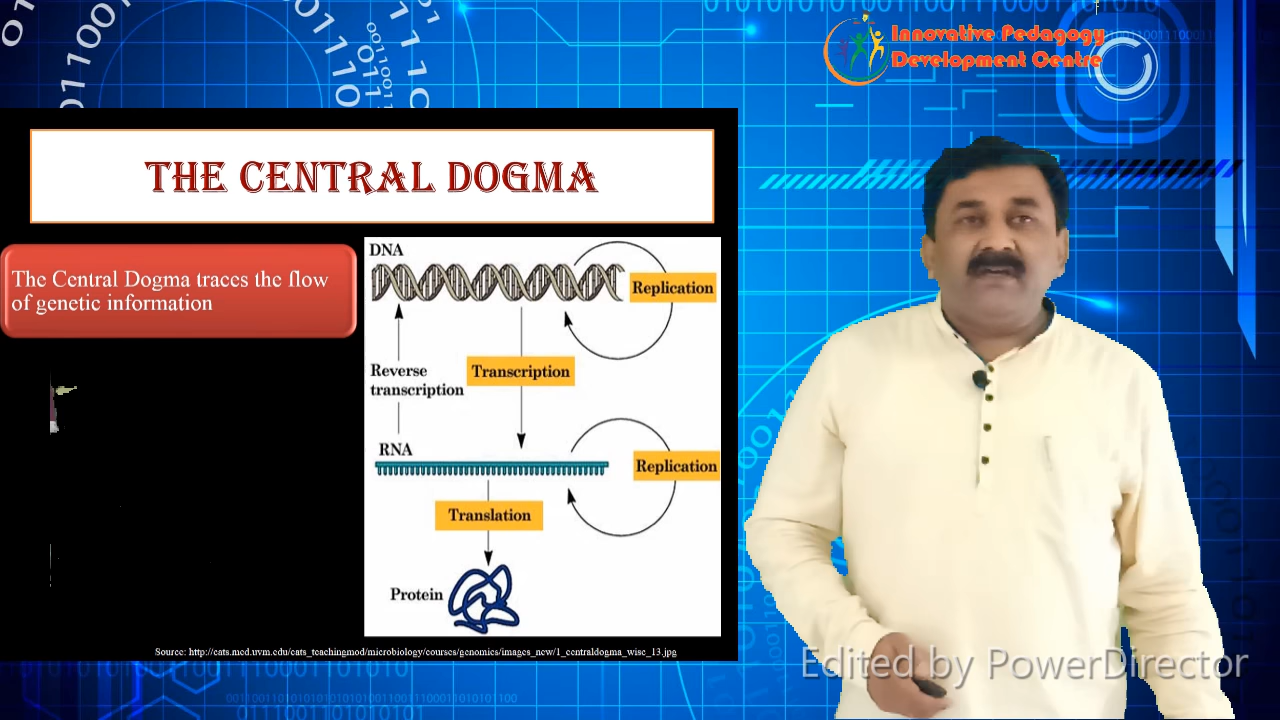 Innovative Pedagogy
Development Centre
THE CENTRAL DOGMA
The Central Dogma traces the flow
of genetic information
DNA
Replication
Reverse
transcription
Transcription
RNA
Replication
Translation
Protein
Source: http://cats.med.uvm.edu/cats_teachingmod/microbiology/courses/genomics/images_new/1_centraldogma_wisc_13.jpg
Edited by PowerDirector